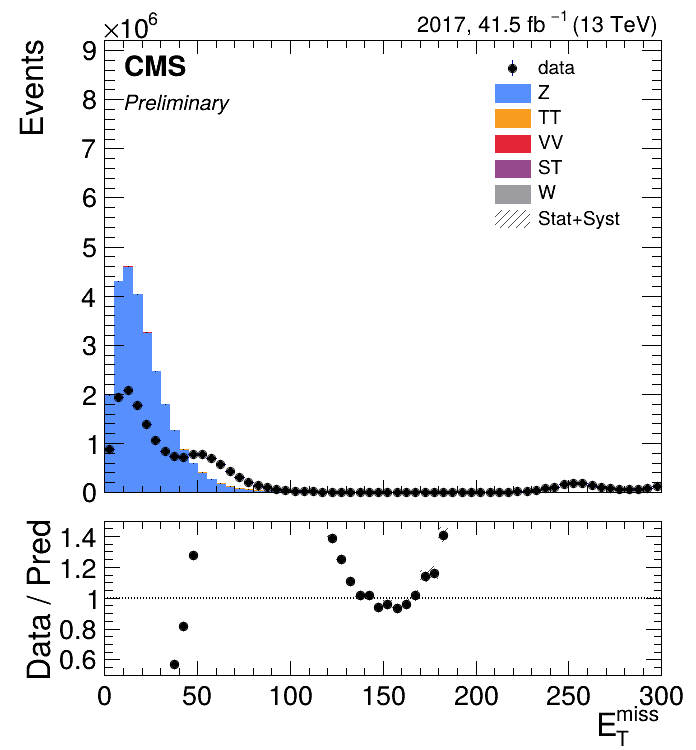 ×10⁶
2017, 41.5 fb⁻¹ (13 TeV)
Events
9
8
7
6
5
4
3
2
1
0
CMS
Preliminary
data
Z
TT
VV
ST
W
Stat+Syst
Data / Pred
1.4
1.2
1
0.8
0.6
0 50 100 150 200 250 300
E_T^miss